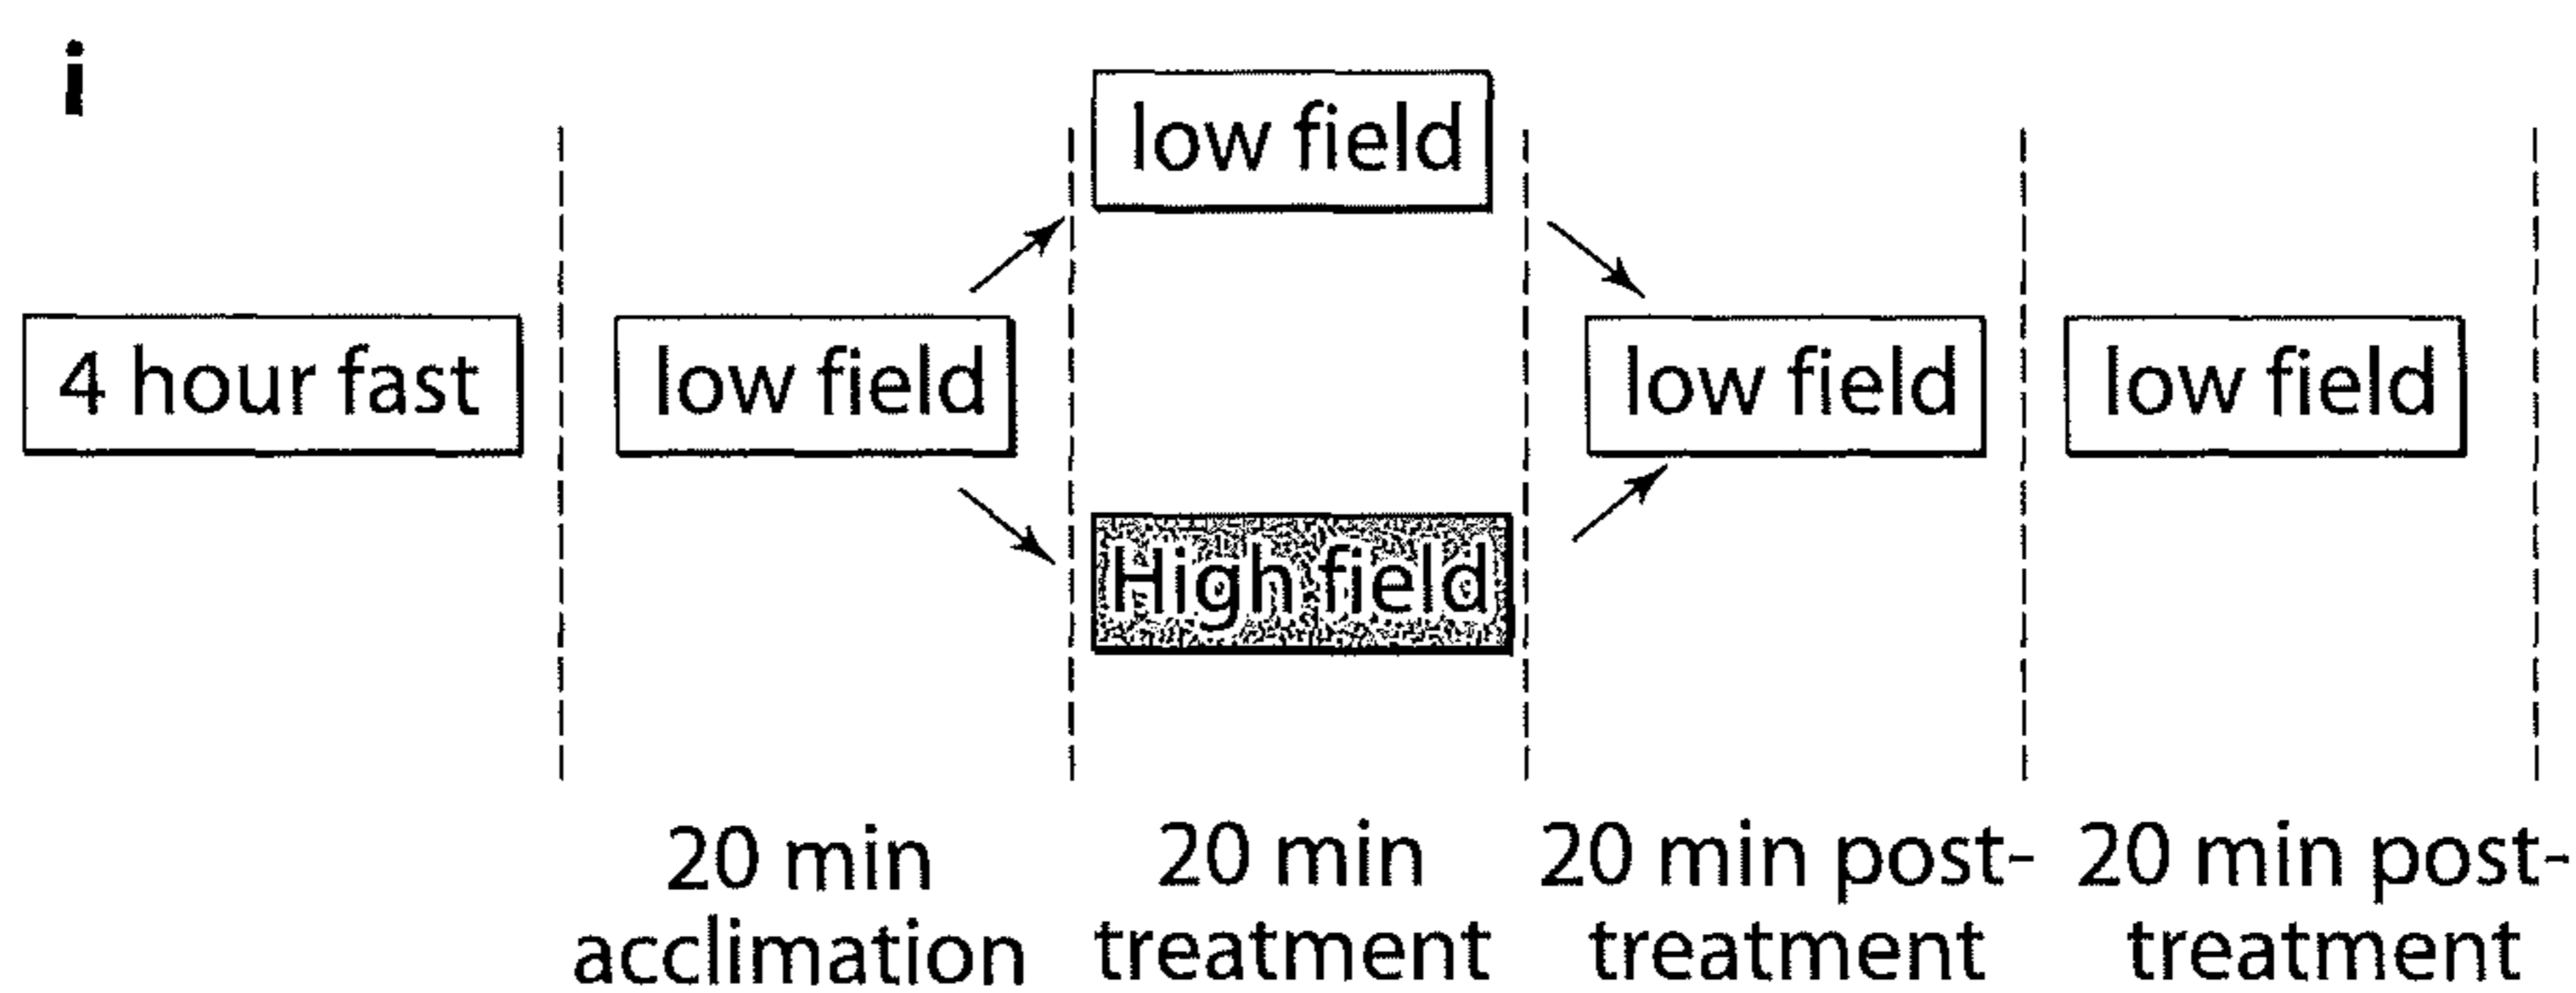 i
low field
4 hour fast
low field
low field
low field
High field
20 min
acclimation
20 min
treatment
20 min post-
treatment
20 min post-
treatment